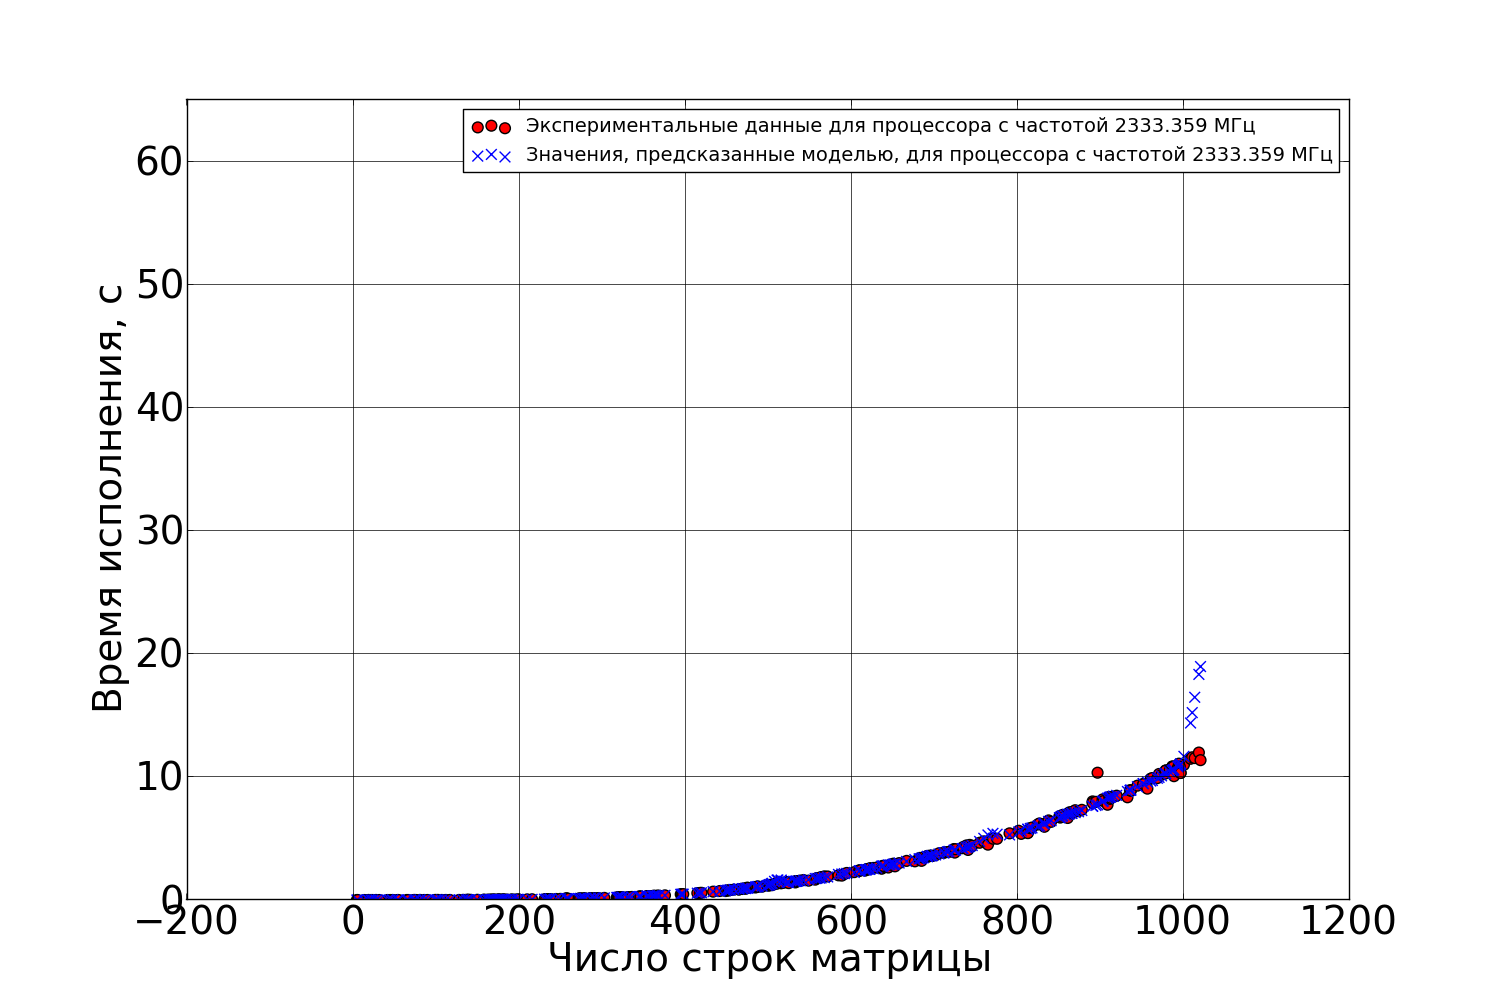 Экспериментальные данные для процессора с частотой 2333.359 МГц
Значения, предсказанные моделью, для процессора с частотой 2333.359 МГц
60
50
40
30
20
10
0
−200 0 200 400 600 800 1000 1200
Время исполнения, с
Число строк матрицы